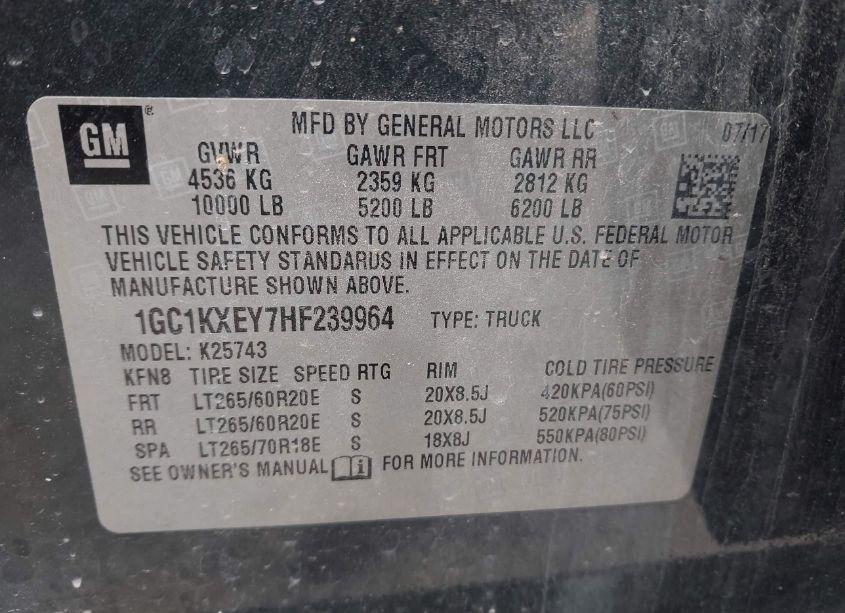 GM ®
MFD BY GENERAL MOTORS LLC 07/17
GVWR GAWR FRT GAWR RR
4536 KG 2359 KG 2812 KG
10000 LB 5200 LB 6200 LB
THIS VEHICLE CONFORMS TO ALL APPLICABLE U.S. FEDERAL MOTOR
VEHICLE SAFETY STANDARDS IN EFFECT ON THE DATE OF
MANUFACTURE SHOWN ABOVE.
1GC1KXEY7HF239964 TYPE: TRUCK
MODEL: K25743
KFN8 TIRE SIZE SPEED RTG RIM COLD TIRE PRESSURE
FRT LT265/60R20E S 20X8.5J 420KPA(60PSI)
RR LT265/60R20E S 20X8.5J 520KPA(75PSI)
SPA LT265/70R18E S 18X8J 550KPA(80PSI)
SEE OWNER'S MANUAL i FOR MORE INFORMATION.